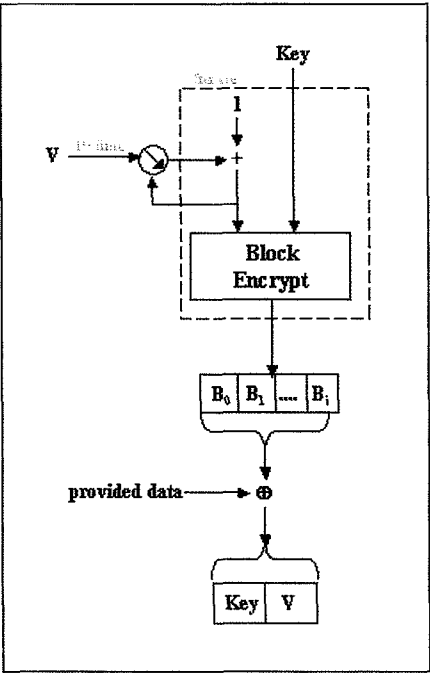 Key
1
V
+
Block
Encrypt
B₀ B₁ .... Bᵢ
provided data ⊕
Key V